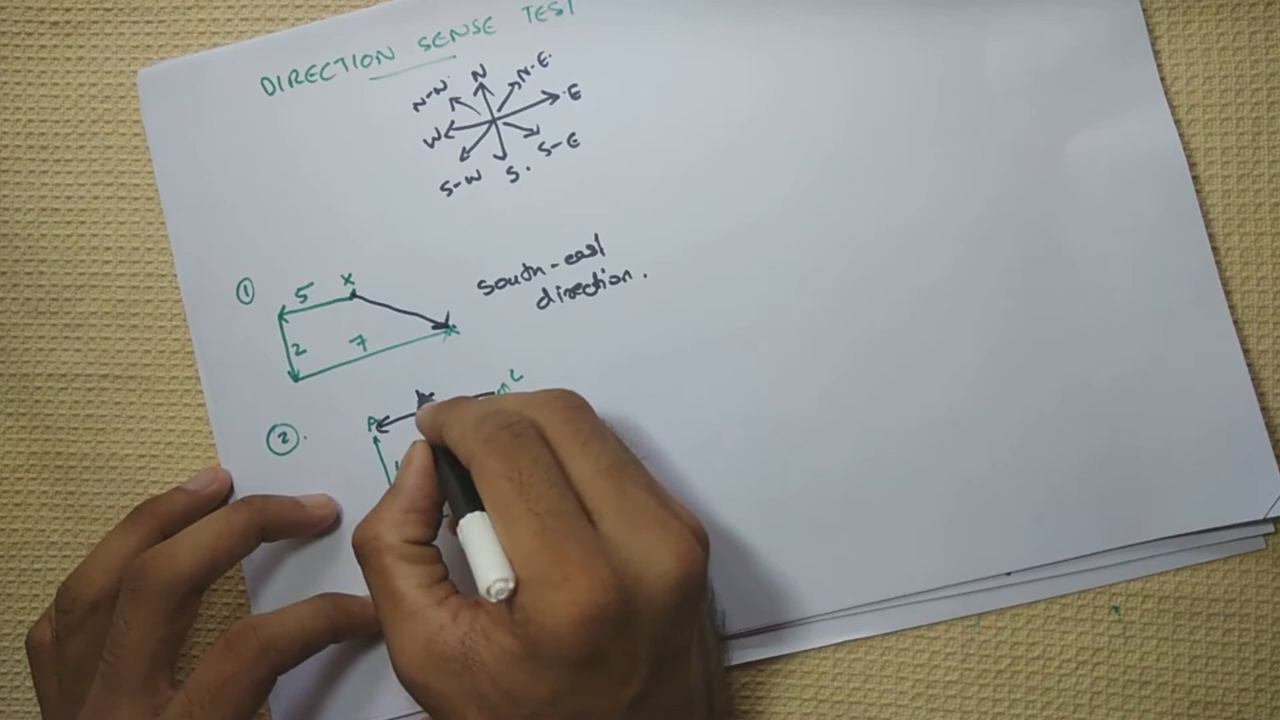 DIRECTION SENSE TEST
N
N-E.
N-W
E
W
S-E
S-W
S.
①
5
X
2
7
South-east
direction.
②.
A
L